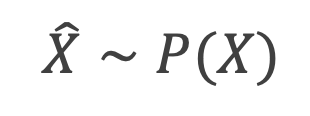 X̂ ~ P(X)